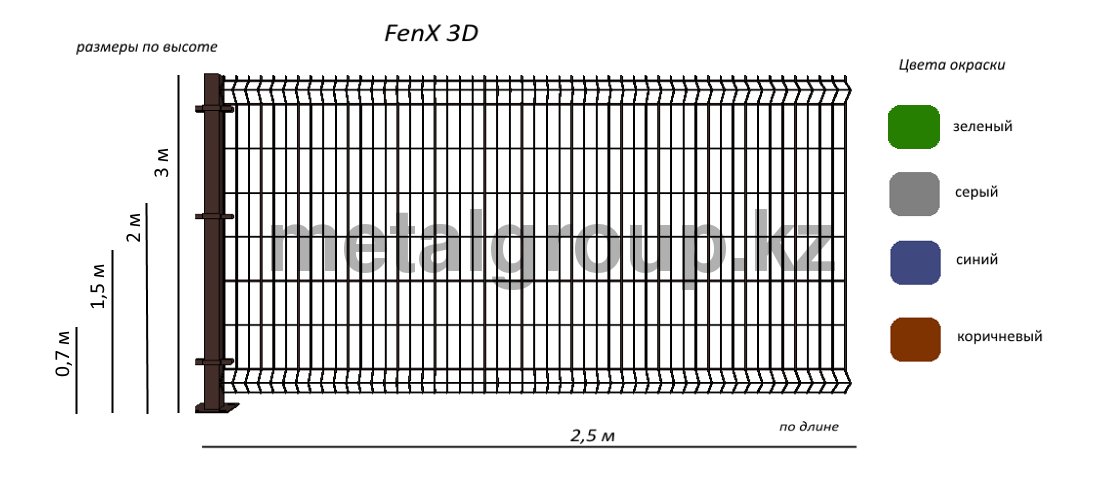 FenX 3D
размеры по высоте
Цвета окраски
зеленый
3 м
серый
2 м
metalgroup.kz
синий
1,5 м
0,7 м
коричневый
по длине
2,5 м